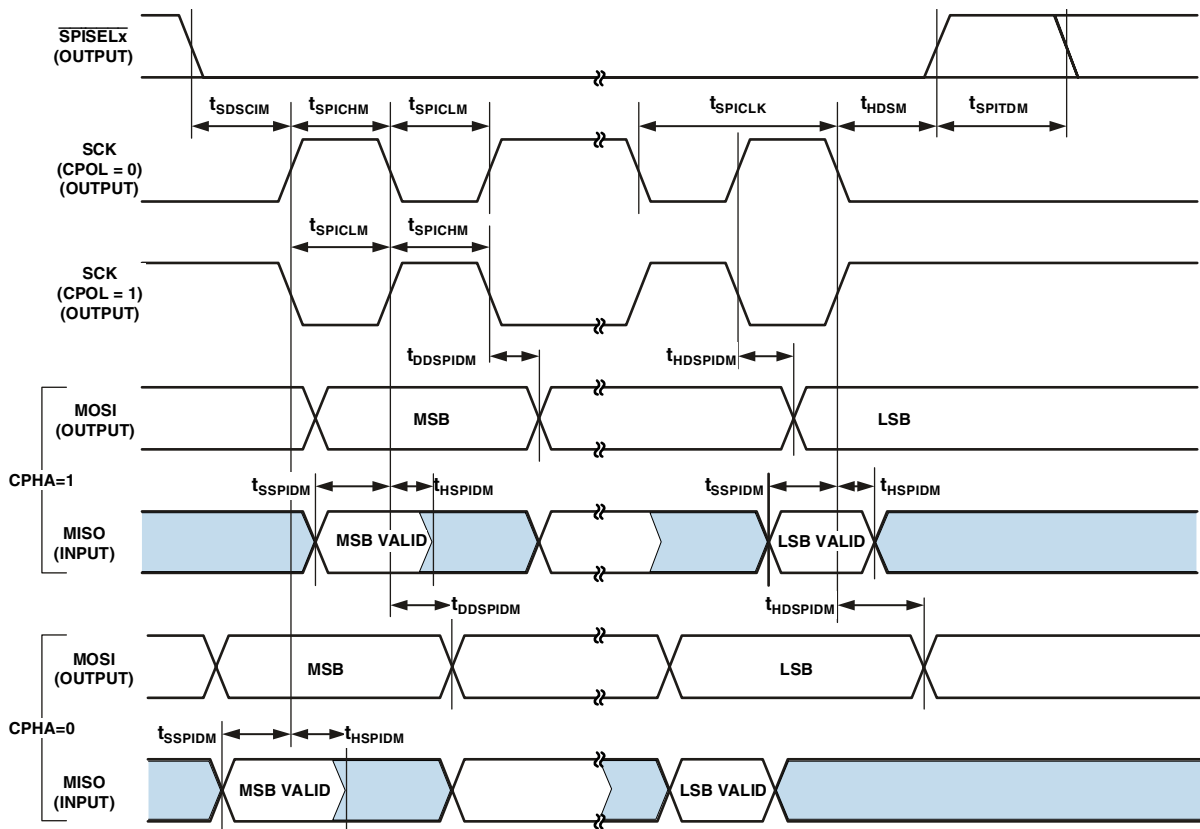 SPISELx
(OUTPUT)
tSDSCIM tSPICHM tSPICLM tSPICLK tHDSM tSPITDM
SCK
(CPOL = 0)
(OUTPUT)
tSPICLM tSPICHM
SCK
(CPOL = 1)
(OUTPUT)
tDDSPIDM tHDSPIDM
CPHA=1
MOSI
(OUTPUT)
MSB LSB
tSSPIDM tHSPIDM tSSPIDM tHSPIDM
MISO
(INPUT)
MSB VALID LSB VALID
tDDSPIDM tHDSPIDM
CPHA=0
MOSI
(OUTPUT)
MSB LSB
tSSPIDM tHSPIDM
MISO
(INPUT)
MSB VALID LSB VALID